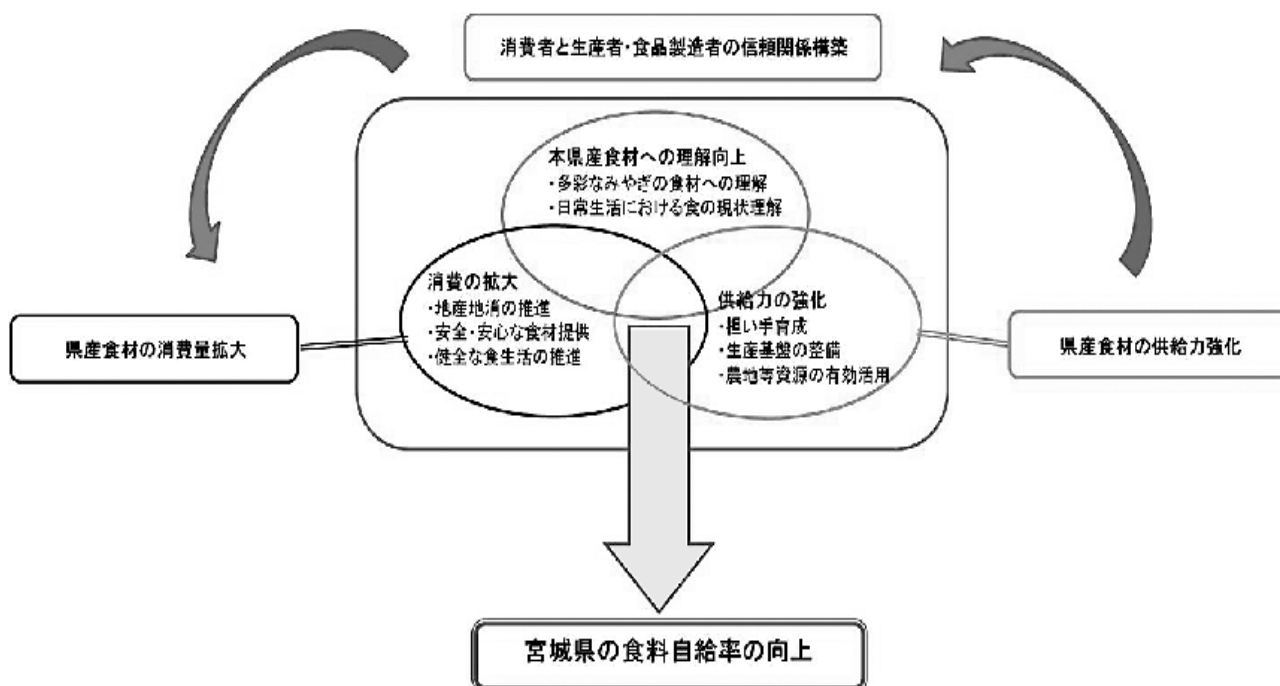 消費者と生産者・食品製造者の信頼関係構築
本県産食材への理解向上
・多彩なみやぎの食材への理解
・日常生活における食の現状理解
消費の拡大
・地産地消の推進
・安全・安心な食材提供
・健全な食生活の推進
供給力の強化
・担い手育成
・生産基盤の整備
・農地等資源の有効活用
県産食材の消費量拡大
県産食材の供給力強化
宮城県の食料自給率の向上